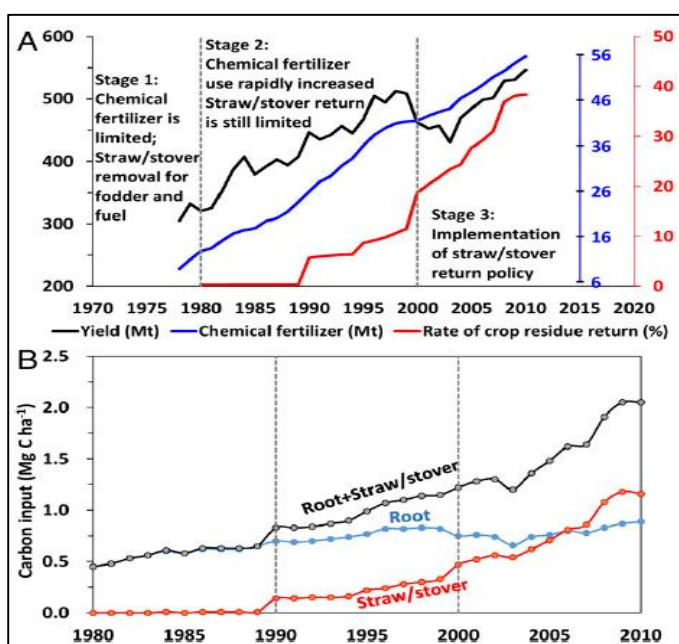 A
600
500
400
300
200
Stage 1:
Chemical
fertilizer is
limited;
Straw/stover
removal for
fodder and
fuel
Stage 2:
Chemical fertilizer
use rapidly increased
Straw/stover return
is still limited
Stage 3:
Implementation
of straw/stover
return policy
56
46
36
26
16
6
50
40
30
20
10
0
1970 1975 1980 1985 1990 1995 2000 2005 2010 2015 2020
Yield (Mt) Chemical fertilizer (Mt) Rate of crop residue return (%)
B
Carbon input (Mg C ha⁻¹)
2.5
2.0
1.5
1.0
0.5
0.0
Root+Straw/stover
Root
Straw/stover
1980 1985 1990 1995 2000 2005 2010